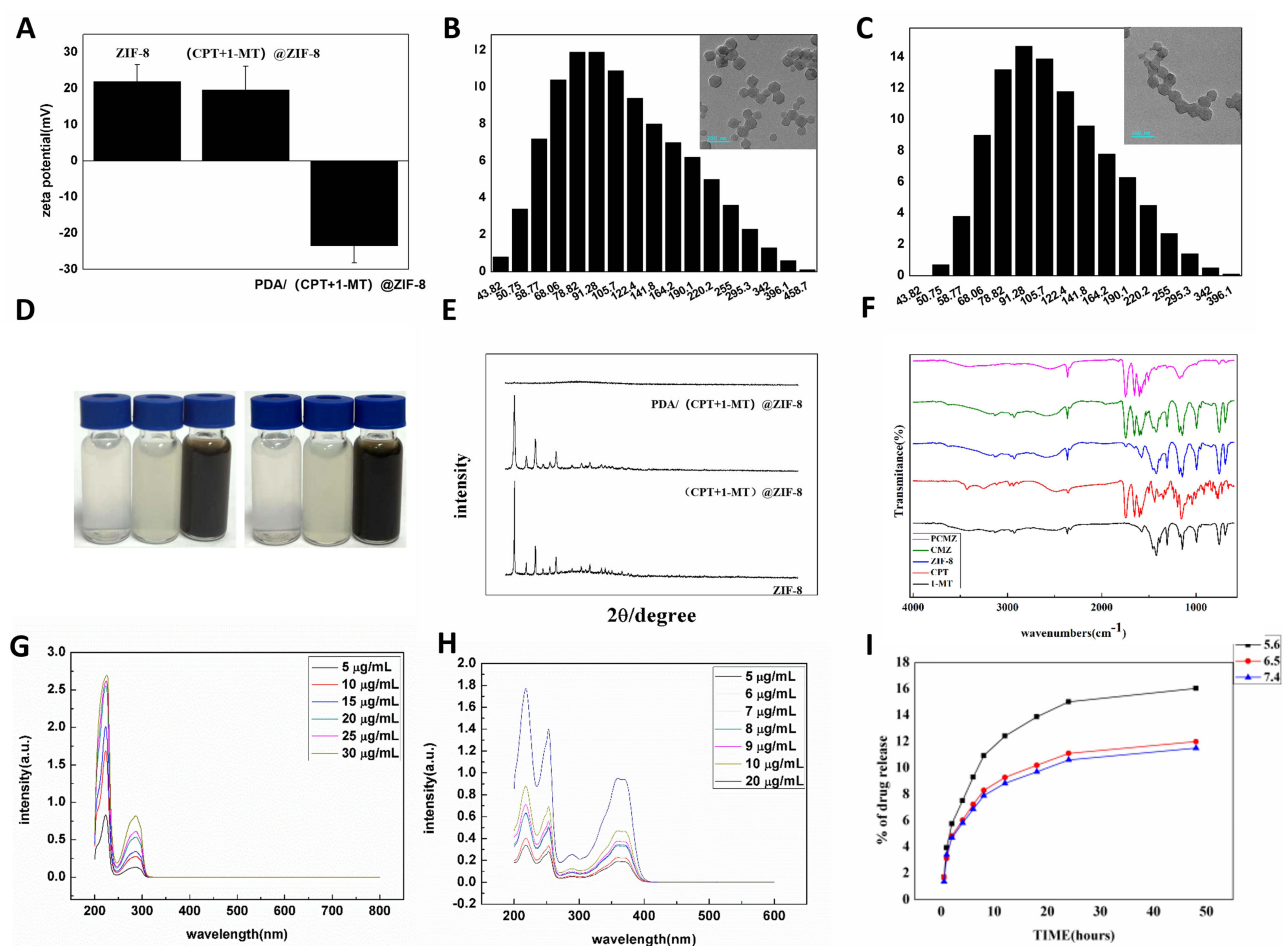 A
zeta potential(mV)
30
20
10
0
-10
-20
-30
ZIF-8
(CPT+1-MT)@ZIF-8
PDA/ (CPT+1-MT) @ZIF-8
B
12
10
8
6
4
2
0
43.82
50.75
58.77
68.06
78.82
91.28
105.7
122.4
141.8
164.2
190.1
220.2
255
295.3
342
396.1
458.7
C
14
12
10
8
6
4
2
0
43.82
50.75
58.77
68.06
78.82
91.28
105.7
122.4
141.8
164.2
190.1
220.2
255
295.3
342
396.1
D
E
intensity
PDA/ (CPT+1-MT) @ZIF-8
(CPT+1-MT) @ZIF-8
ZIF-8
2θ/degree
F
Transmitance(%)
PCMZ
CMZ
ZIF-8
CPT
1-MT
4000
3000
2000
1000
wavenumbers(cm-1)
G
intensity(a.u.)
3.0
2.5
2.0
1.5
1.0
0.5
0.0
5 μg/mL
10 μg/mL
15 μg/mL
20 μg/mL
25 μg/mL
30 μg/mL
200
300
400
500
600
700
800
wavelength(nm)
H
intensity(a.u.)
2.0
1.8
1.6
1.4
1.2
1.0
0.8
0.6
0.4
0.2
0.0
-0.2
5 μg/mL
6 μg/mL
7 μg/mL
8 μg/mL
9 μg/mL
10 μg/mL
20 μg/mL
200
300
400
500
600
wavelength(nm)
I
% of drug release
18
16
14
12
10
8
6
4
2
0
5.6
6.5
7.4
0
10
20
30
40
50
TIME(hours)